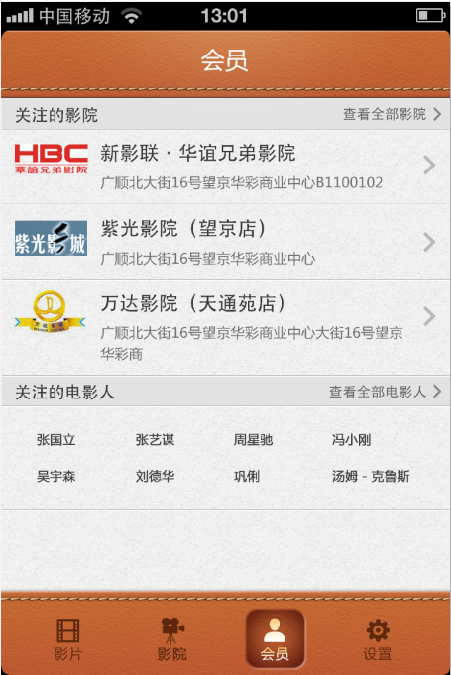 中国移动 13:01
会员
关注的影院 查看全部影院
HBC 新影联·华谊兄弟影院
華誼兄弟影院 广顺北大街16号望京华彩商业中心B1100102
紫光影院（望京店）
紫光影城 广顺北大街16号望京华彩商业中心
万达影院（天通苑店）
广顺北大街16号望京华彩商业中心大街16号望京
华彩商
关注的电影人 查看全部电影人
张国立 张艺谋 周星驰 冯小刚
吴宇森 刘德华 巩俐 汤姆 - 克鲁斯
影片 影院 会员 设置